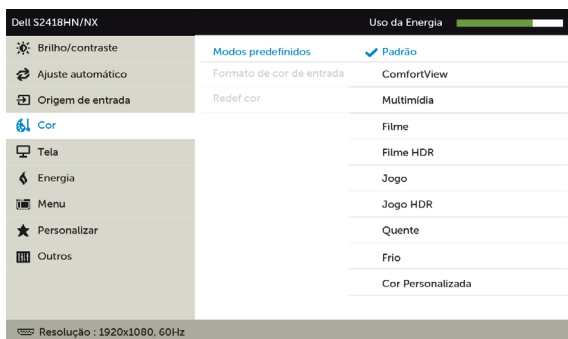 Dell S2418HN/NX
Uso da Energia
Brilho/contraste
Modos predefinidos
Padrão
Ajuste automático
Formato de cor de entrada
ComfortView
Origem de entrada
Redef cor
Multimídia
Cor
Filme
Tela
Filme HDR
Energia
Jogo
Menu
Jogo HDR
Personalizar
Quente
Outros
Frio
Cor Personalizada
Resolução : 1920x1080, 60Hz